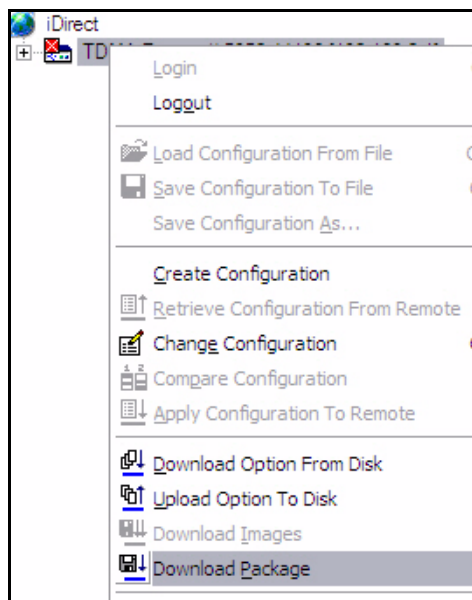 iDirect
Login
Logout
Load Configuration From File
Save Configuration To File
Save Configuration As...
Create Configuration
Retrieve Configuration From Remote
Change Configuration
Compare Configuration
Apply Configuration To Remote
Download Option From Disk
Upload Option To Disk
Download Images
Download Package